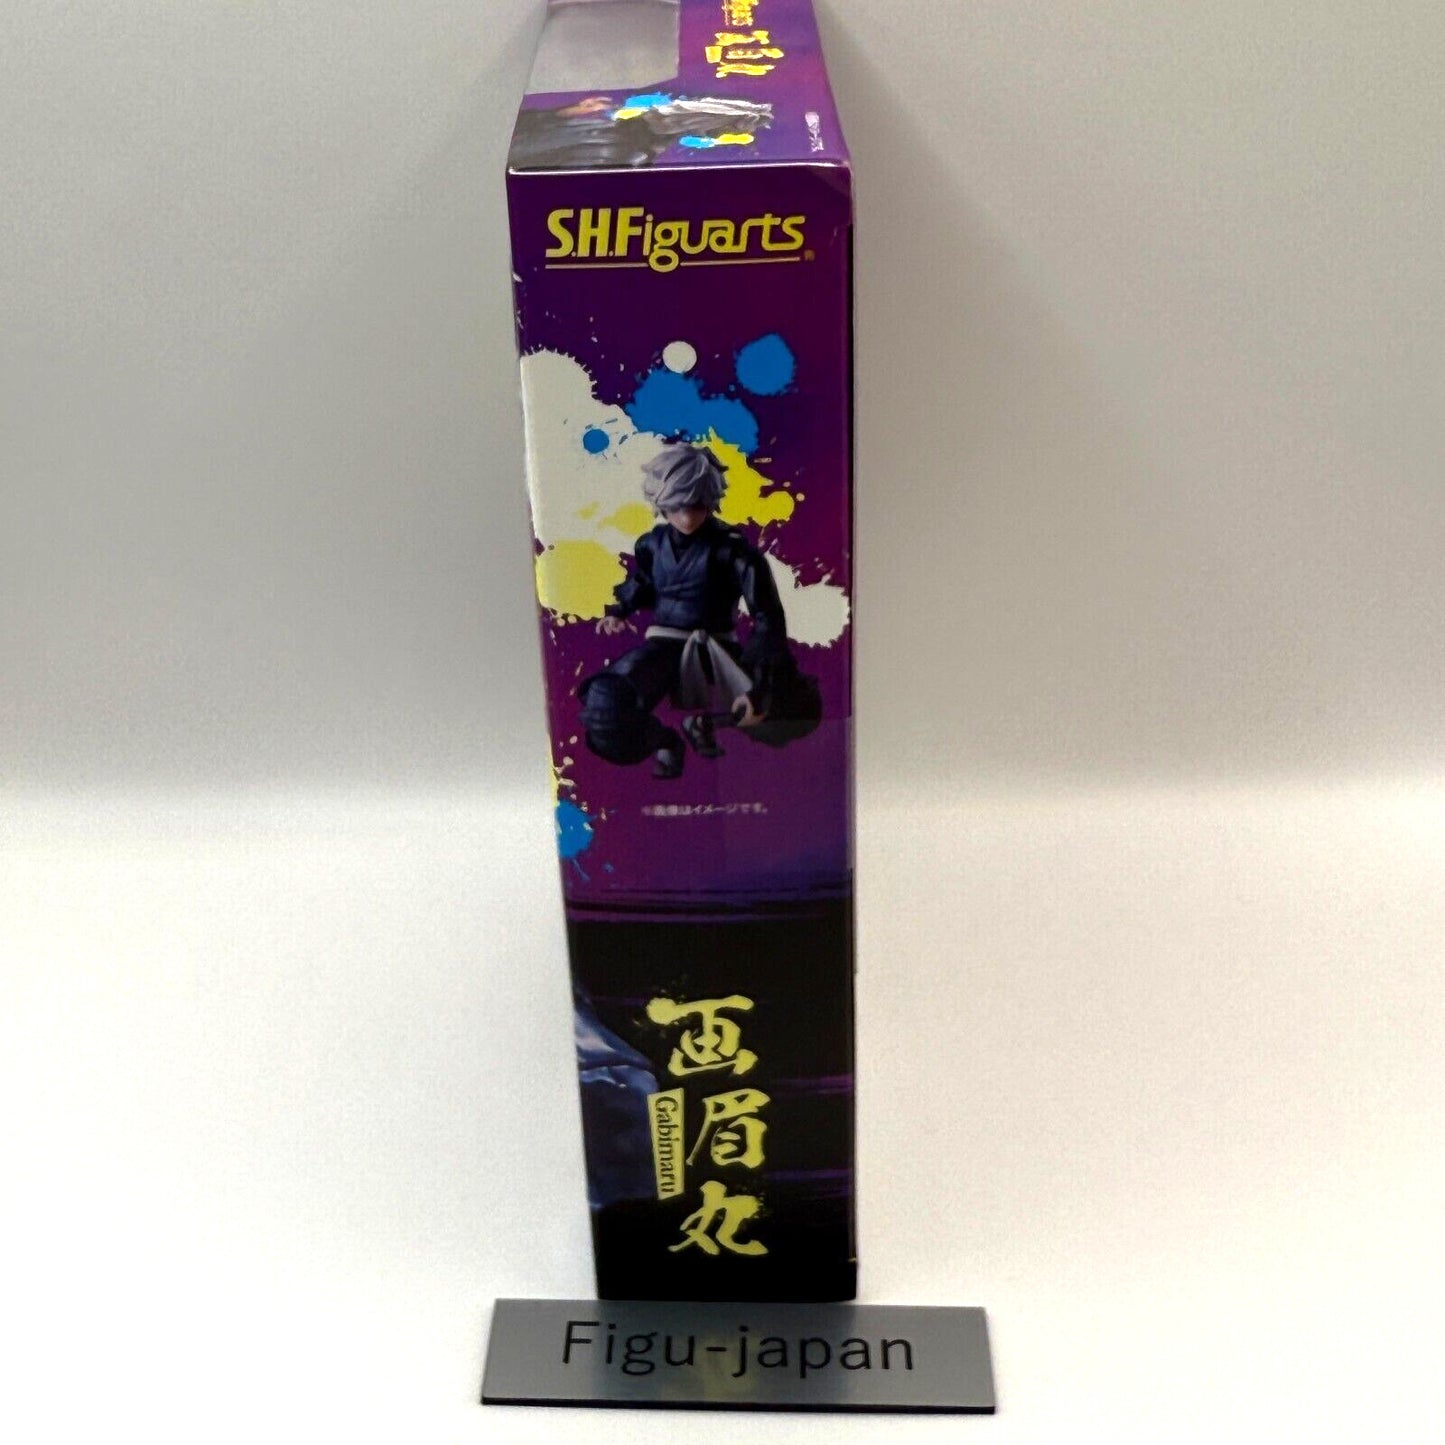 S.H.Figuarts
※画像はイメージです。
画眉丸
Gabimaru
Figu-japan